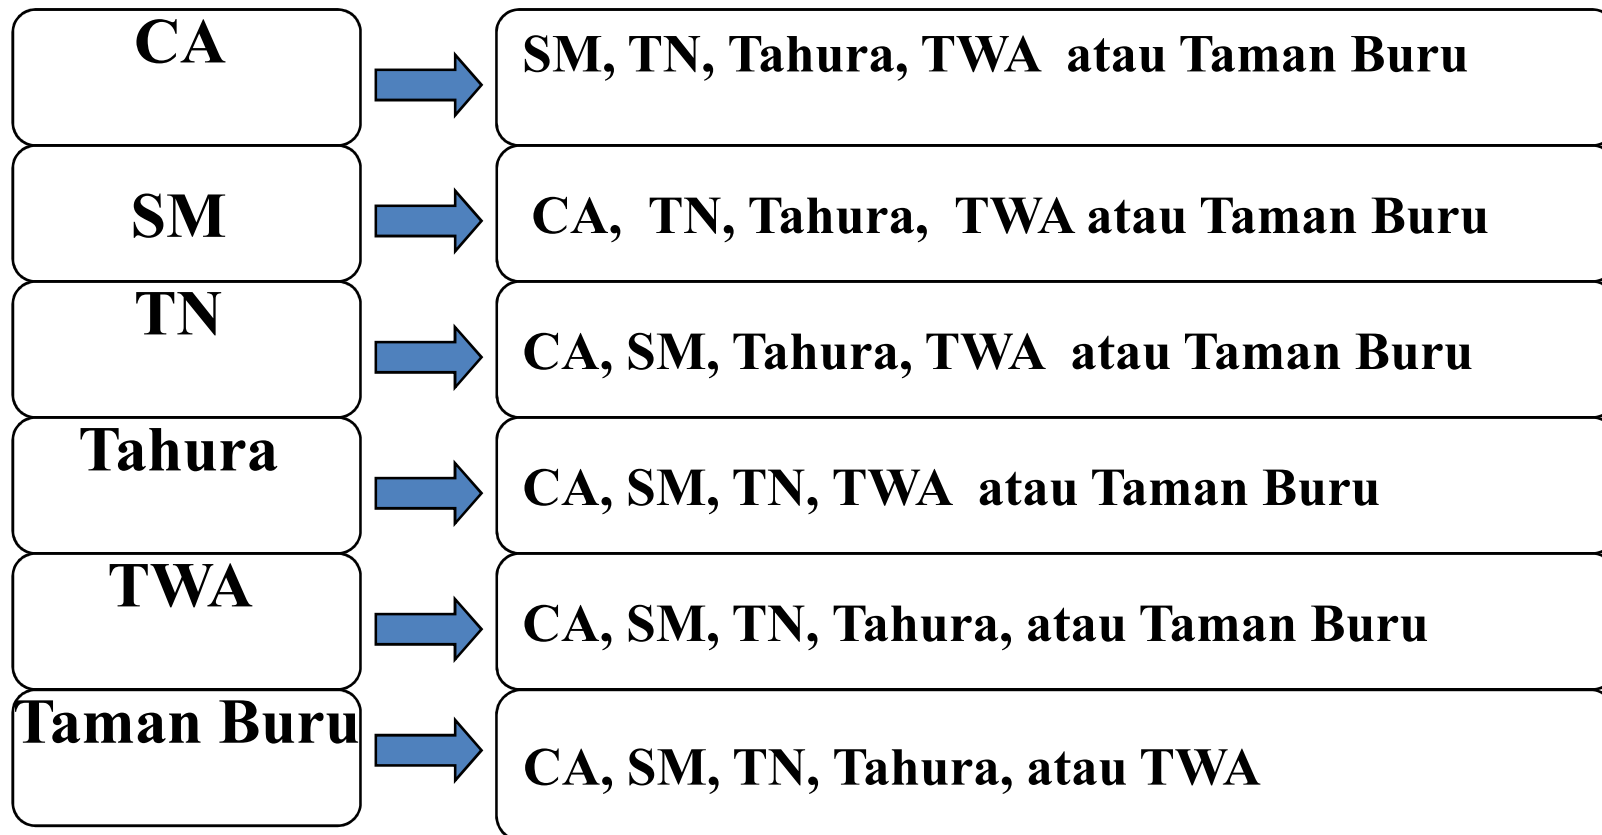 CA
SM, TN, Tahura, TWA atau Taman Buru
SM
CA, TN, Tahura, TWA atau Taman Buru
TN
CA, SM, Tahura, TWA atau Taman Buru
Tahura
CA, SM, TN, TWA atau Taman Buru
TWA
CA, SM, TN, Tahura, atau Taman Buru
Taman Buru
CA, SM, TN, Tahura, atau TWA